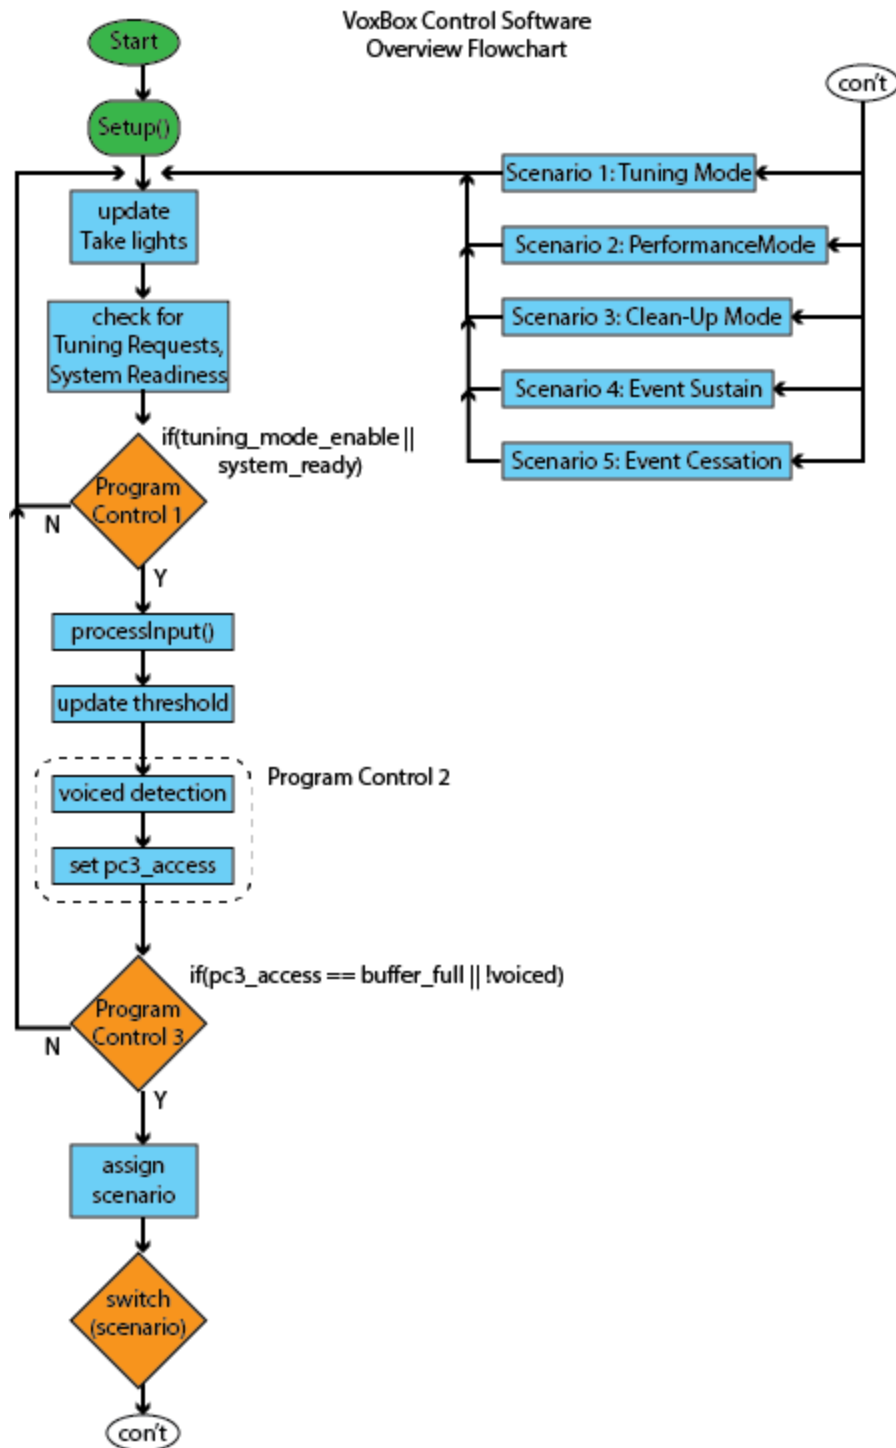 VoxBox Control Software
Overview Flowchart
Start
con't
Setup()
Scenario 1: Tuning Mode
update
Take lights
Scenario 2: PerformanceMode
check for
Tuning Requests,
System Readiness
Scenario 3: Clean-Up Mode
Scenario 4: Event Sustain
if(tuning_mode_enable ||
system_ready)
Scenario 5: Event Cessation
Program
Control 1
N
Y
processInput()
update threshold
Program Control 2
voiced detection
set pc3_access
if(pc3_access == buffer_full || !voiced)
Program
Control 3
N
Y
assign
scenario
switch
(scenario)
con't